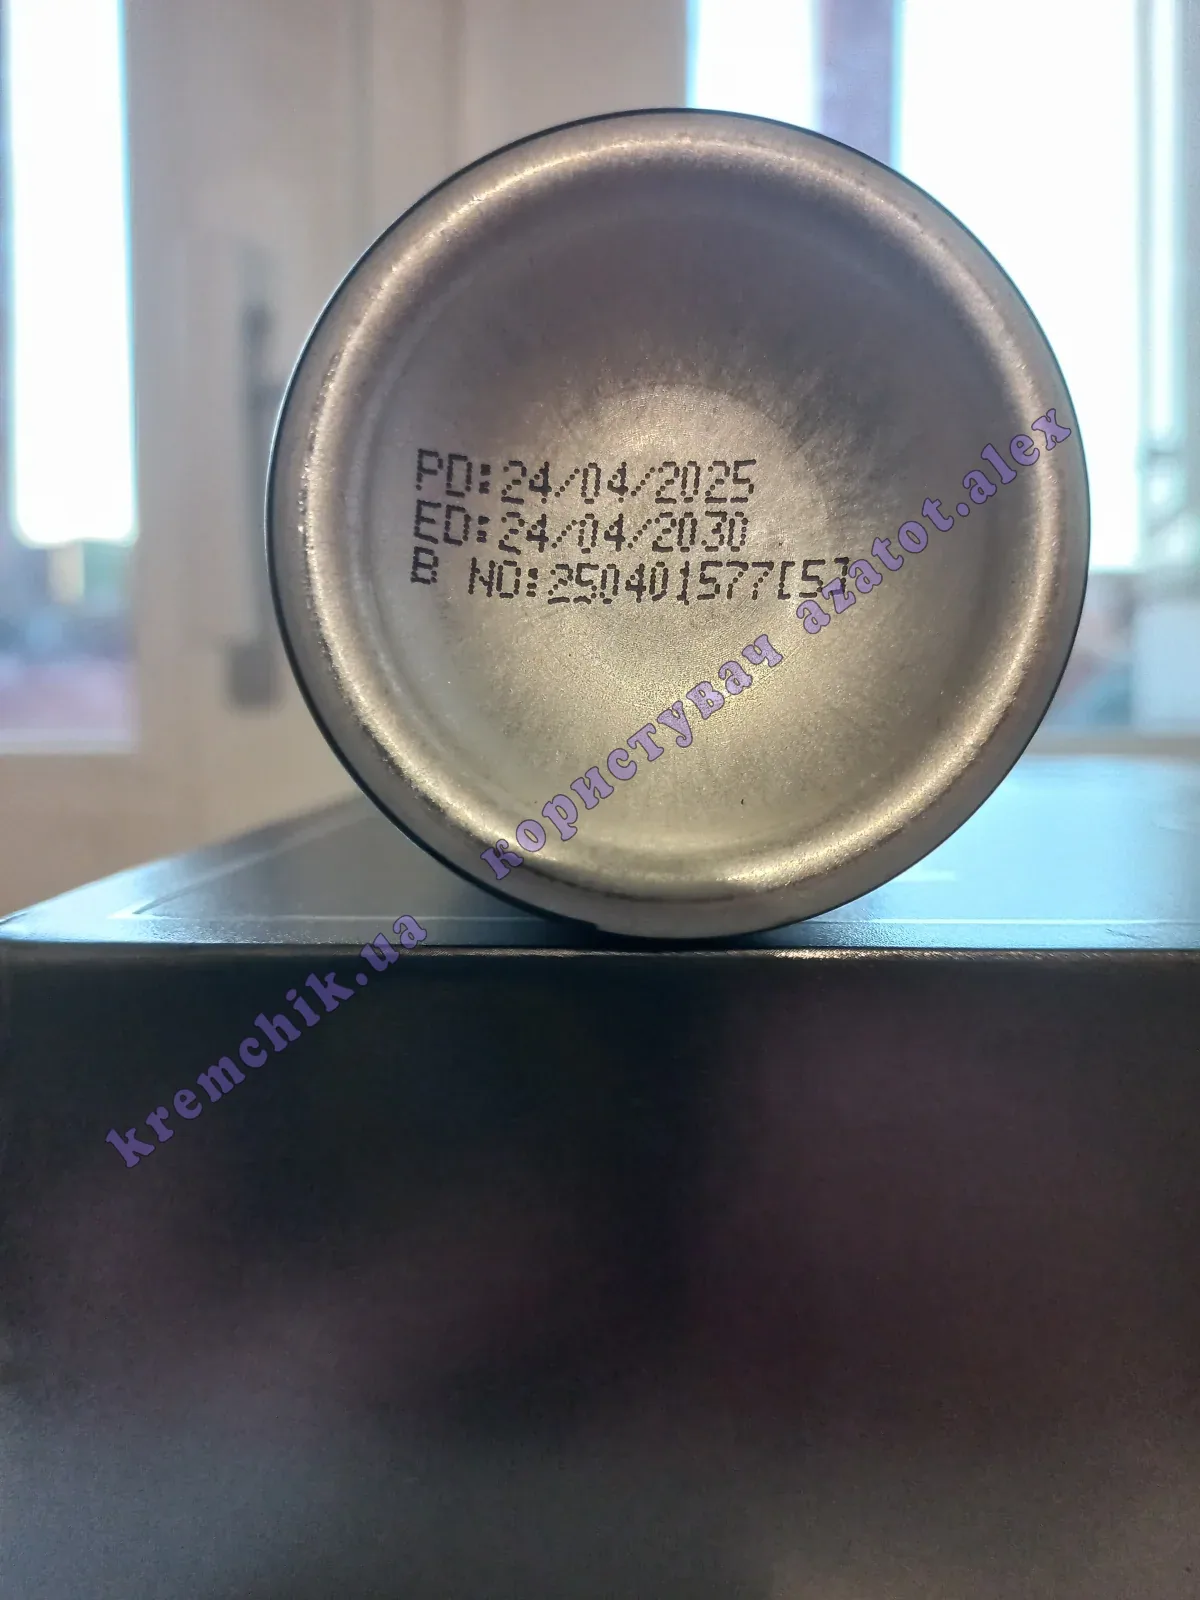 PD:24/04/2025
ED:24/04/2030
B NO:250401577[5]
користувач azatot.alex
kremchik.ua